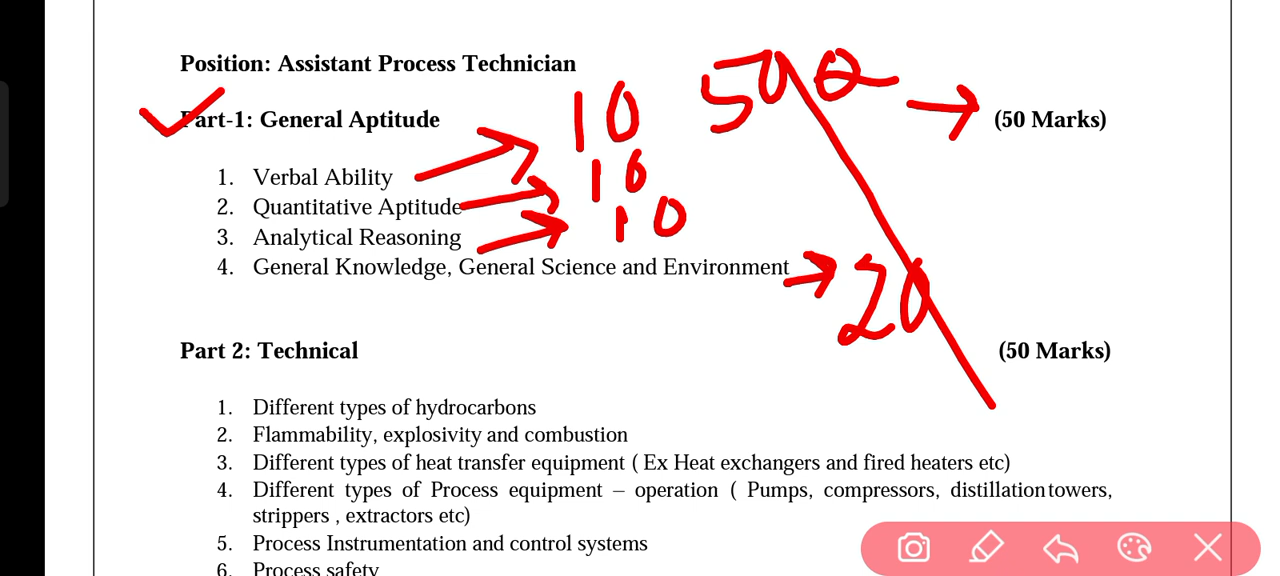 Position: Assistant Process Technician
Part-1: General Aptitude 10 50 Q → (50 Marks)
1. Verbal Ability → 10
2. Quantitative Aptitude → 10
3. Analytical Reasoning →
4. General Knowledge, General Science and Environment → 20
Part 2: Technical (50 Marks)
1. Different types of hydrocarbons
2. Flammability, explosivity and combustion
3. Different types of heat transfer equipment ( Ex Heat exchangers and fired heaters etc)
4. Different types of Process equipment – operation ( Pumps, compressors, distillation towers,
strippers , extractors etc)
5. Process Instrumentation and control systems
6. Process safety